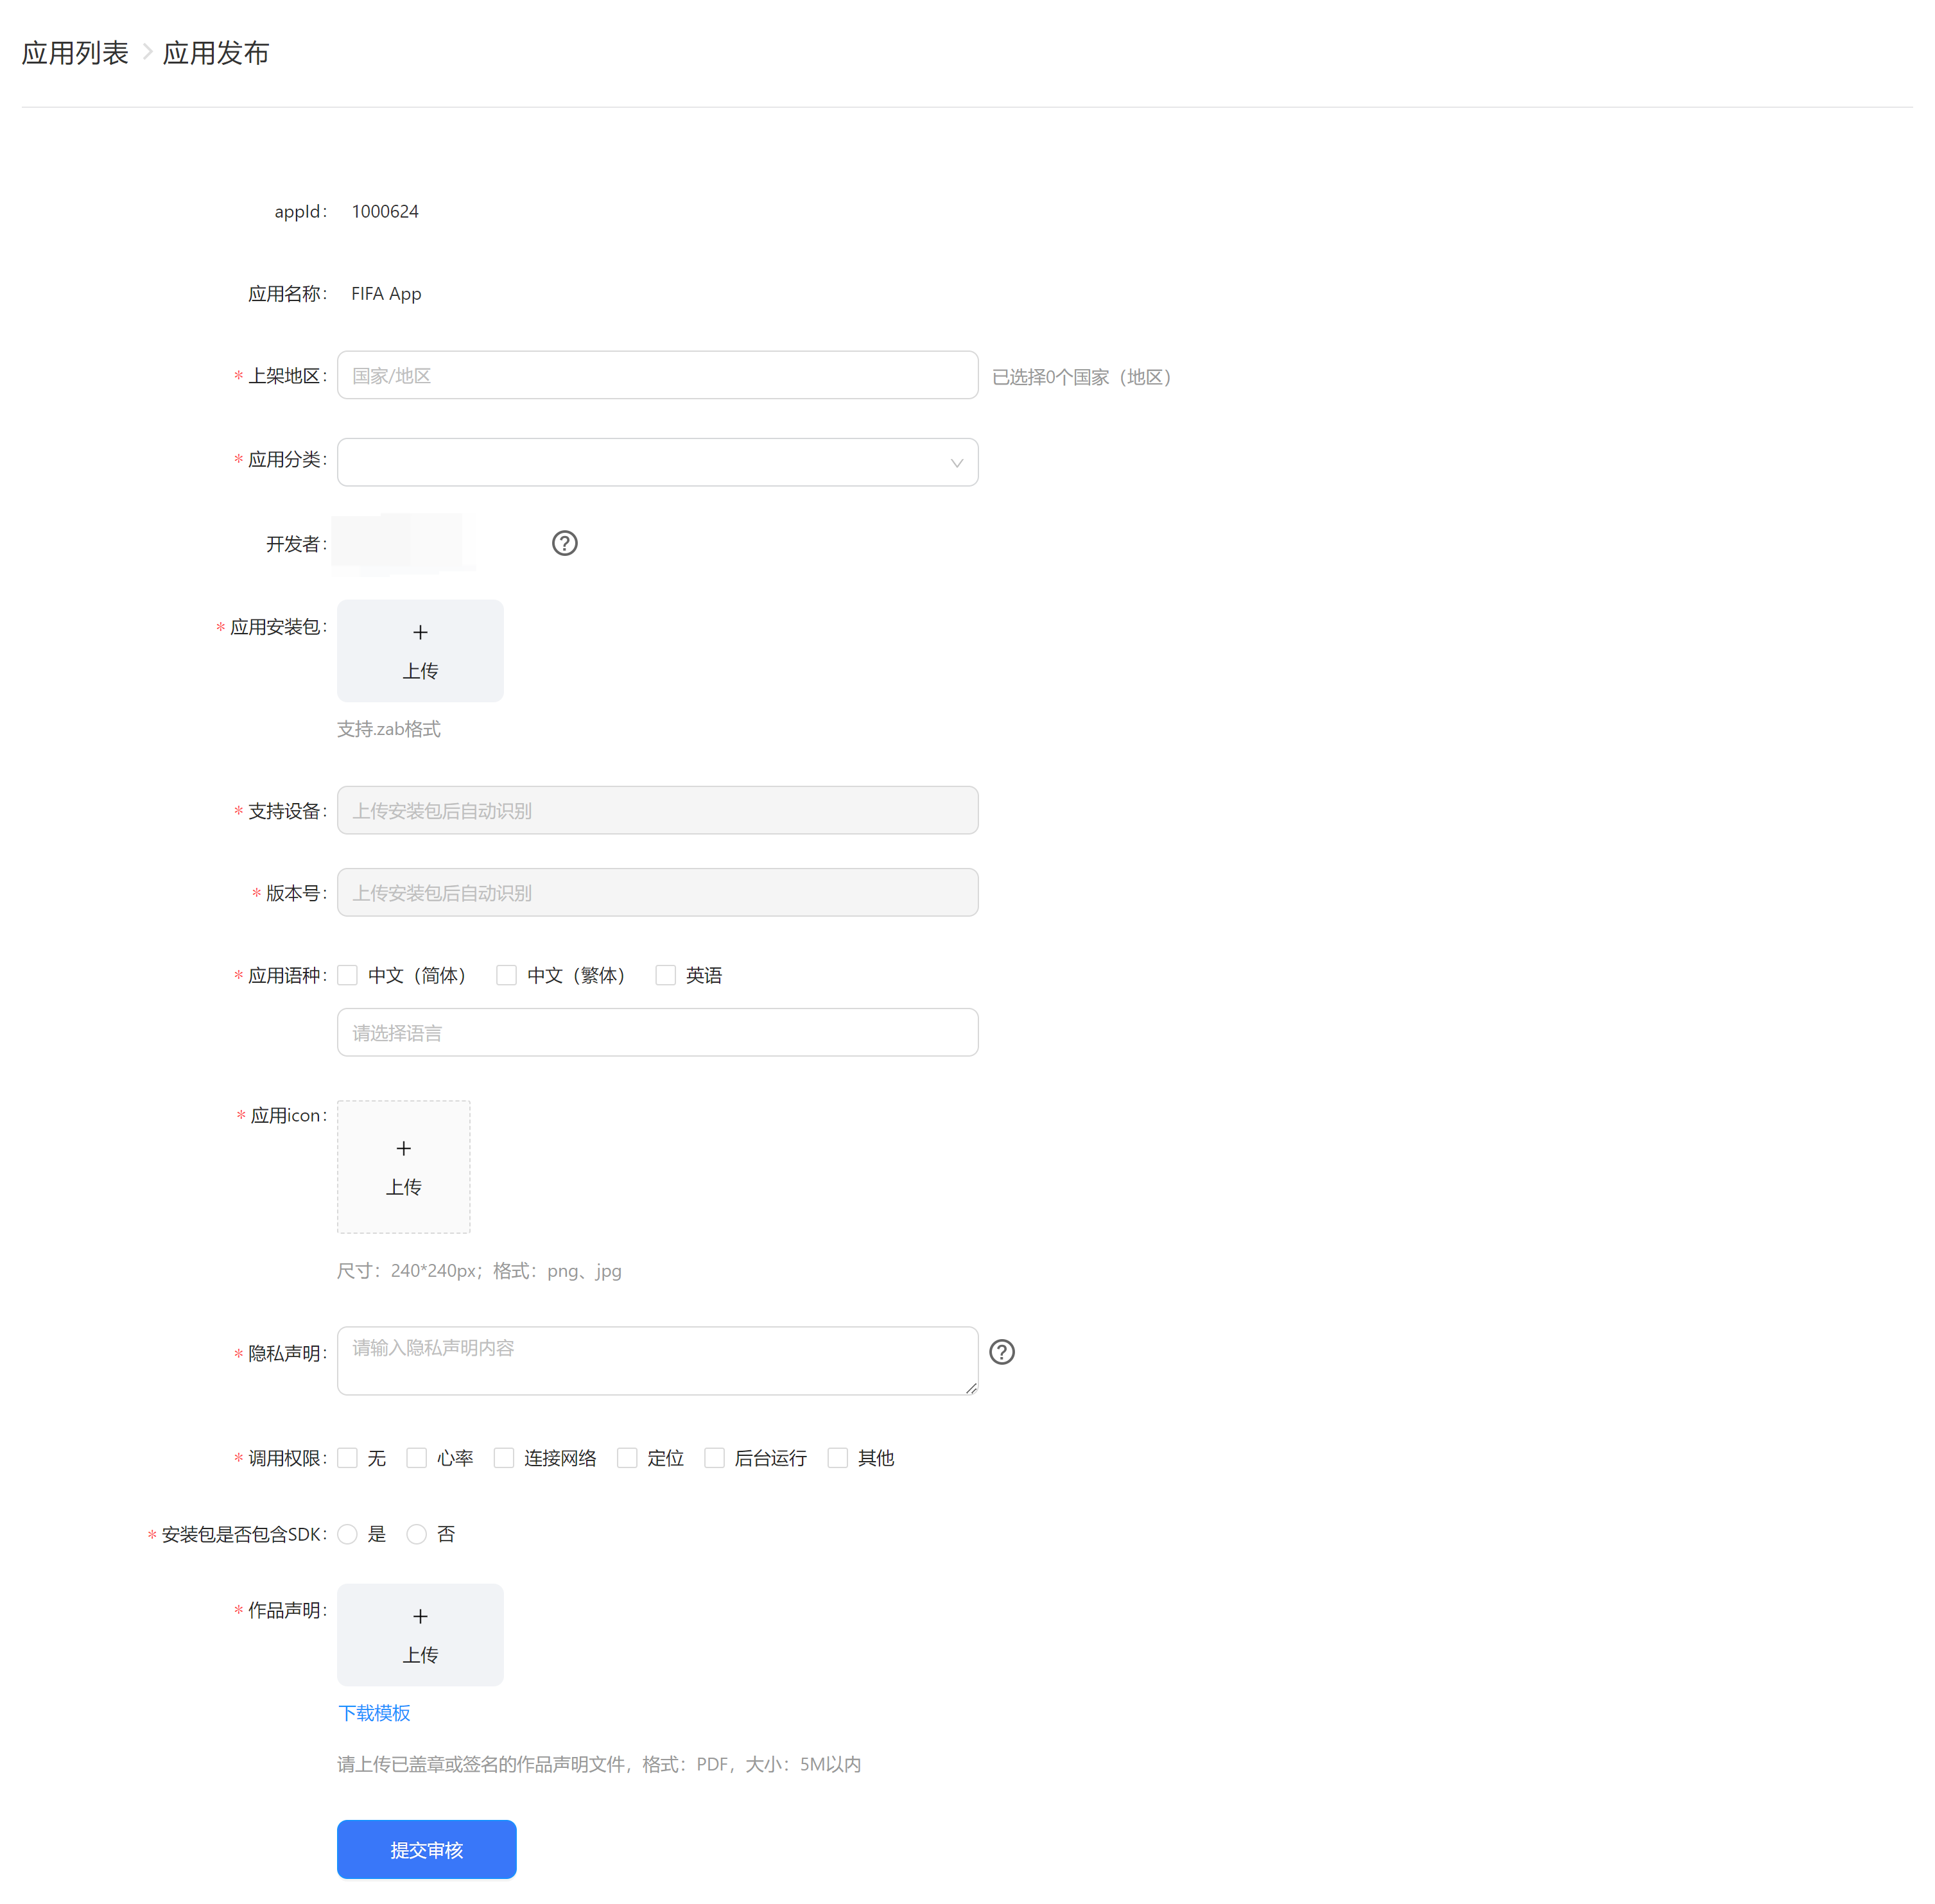 应用列表 > 应用发布
appId: 1000624
应用名称: FIFA App
* 上架地区: 国家/地区 已选择0个国家（地区）
* 应用分类:
开发者:
* 应用安装包: + 上传
支持.zab格式
* 支持设备: 上传安装包后自动识别
* 版本号: 上传安装包后自动识别
* 应用语种: 中文（简体） 中文（繁体） 英语
请选择语言
* 应用icon: + 上传
尺寸：240*240px；格式：png、jpg
* 隐私声明: 请输入隐私声明内容
* 调用权限: 无 心率 连接网络 定位 后台运行 其他
* 安装包是否包含SDK: 是 否
* 作品声明: + 上传
下载模板
请上传已盖章或签名的作品声明文件，格式：PDF，大小：5M以内
提交审核